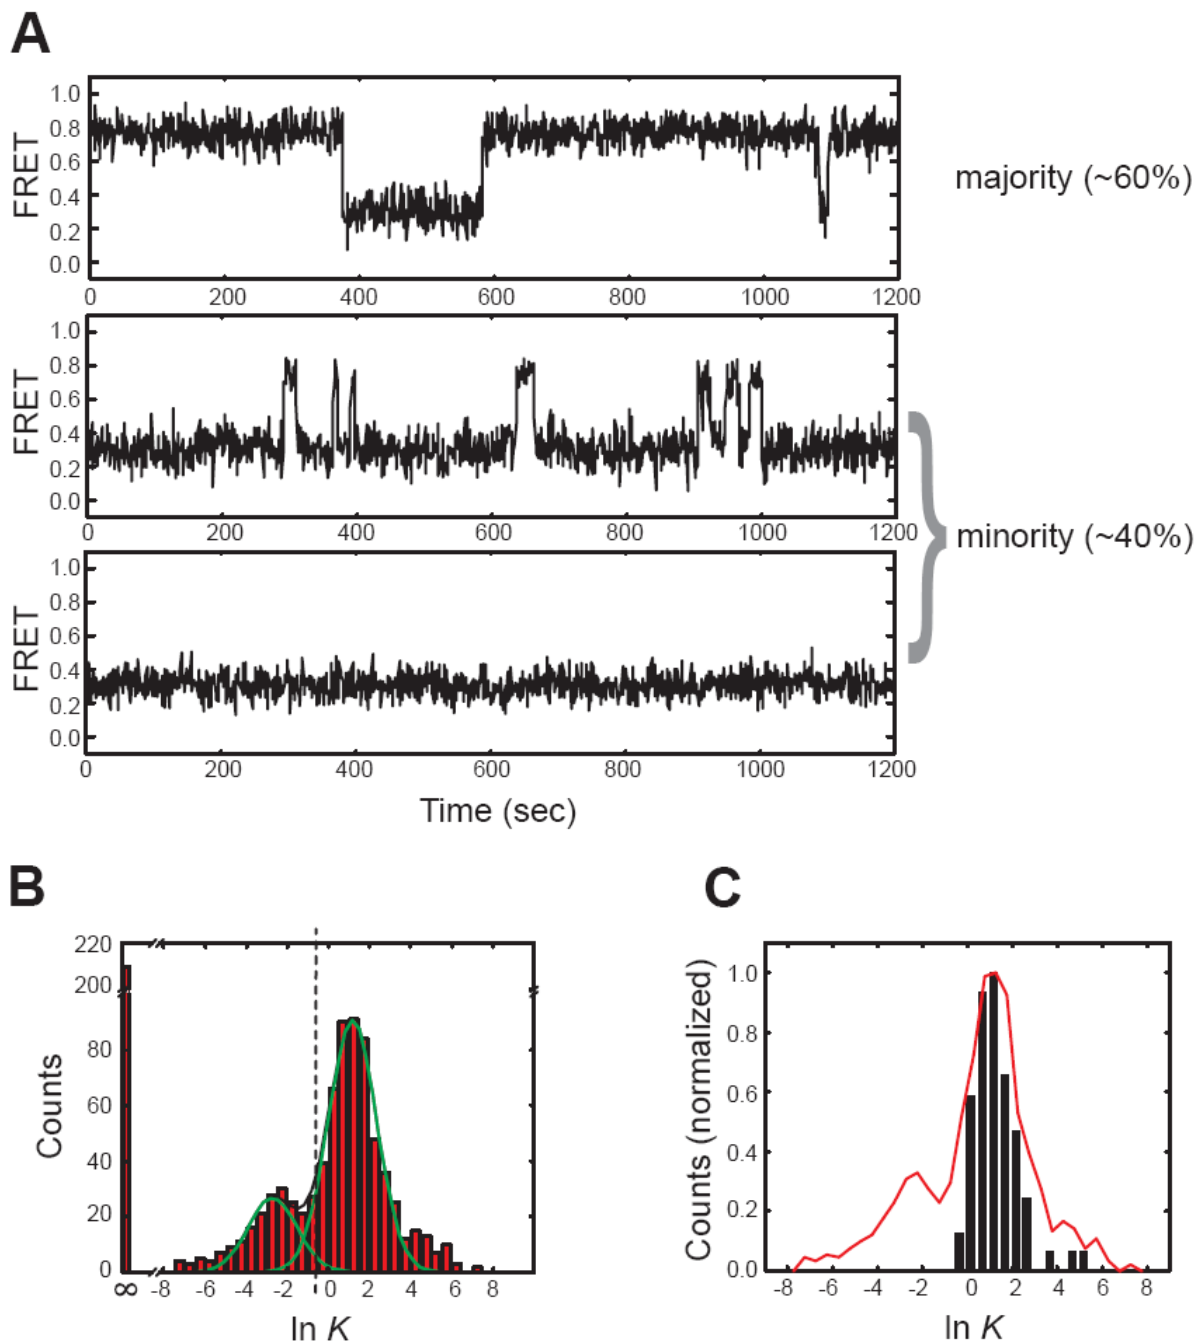 A
1.0
0.8
0.6
0.4
0.2
0.0
FRET
0 200 400 600 800 1000 1200
majority (~60%)
1.0
0.8
0.6
0.4
0.2
0.0
FRET
0 200 400 600 800 1000 1200
minority (~40%)
1.0
0.8
0.6
0.4
0.2
0.0
FRET
0 200 400 600 800 1000 1200
Time (sec)
B
220
200
80
60
40
20
0
Counts
∞ -8 -6 -4 -2 0 2 4 6 8
ln K
C
1.0
0.8
0.6
0.4
0.2
0.0
Counts (normalized)
-8 -6 -4 -2 0 2 4 6 8
ln K